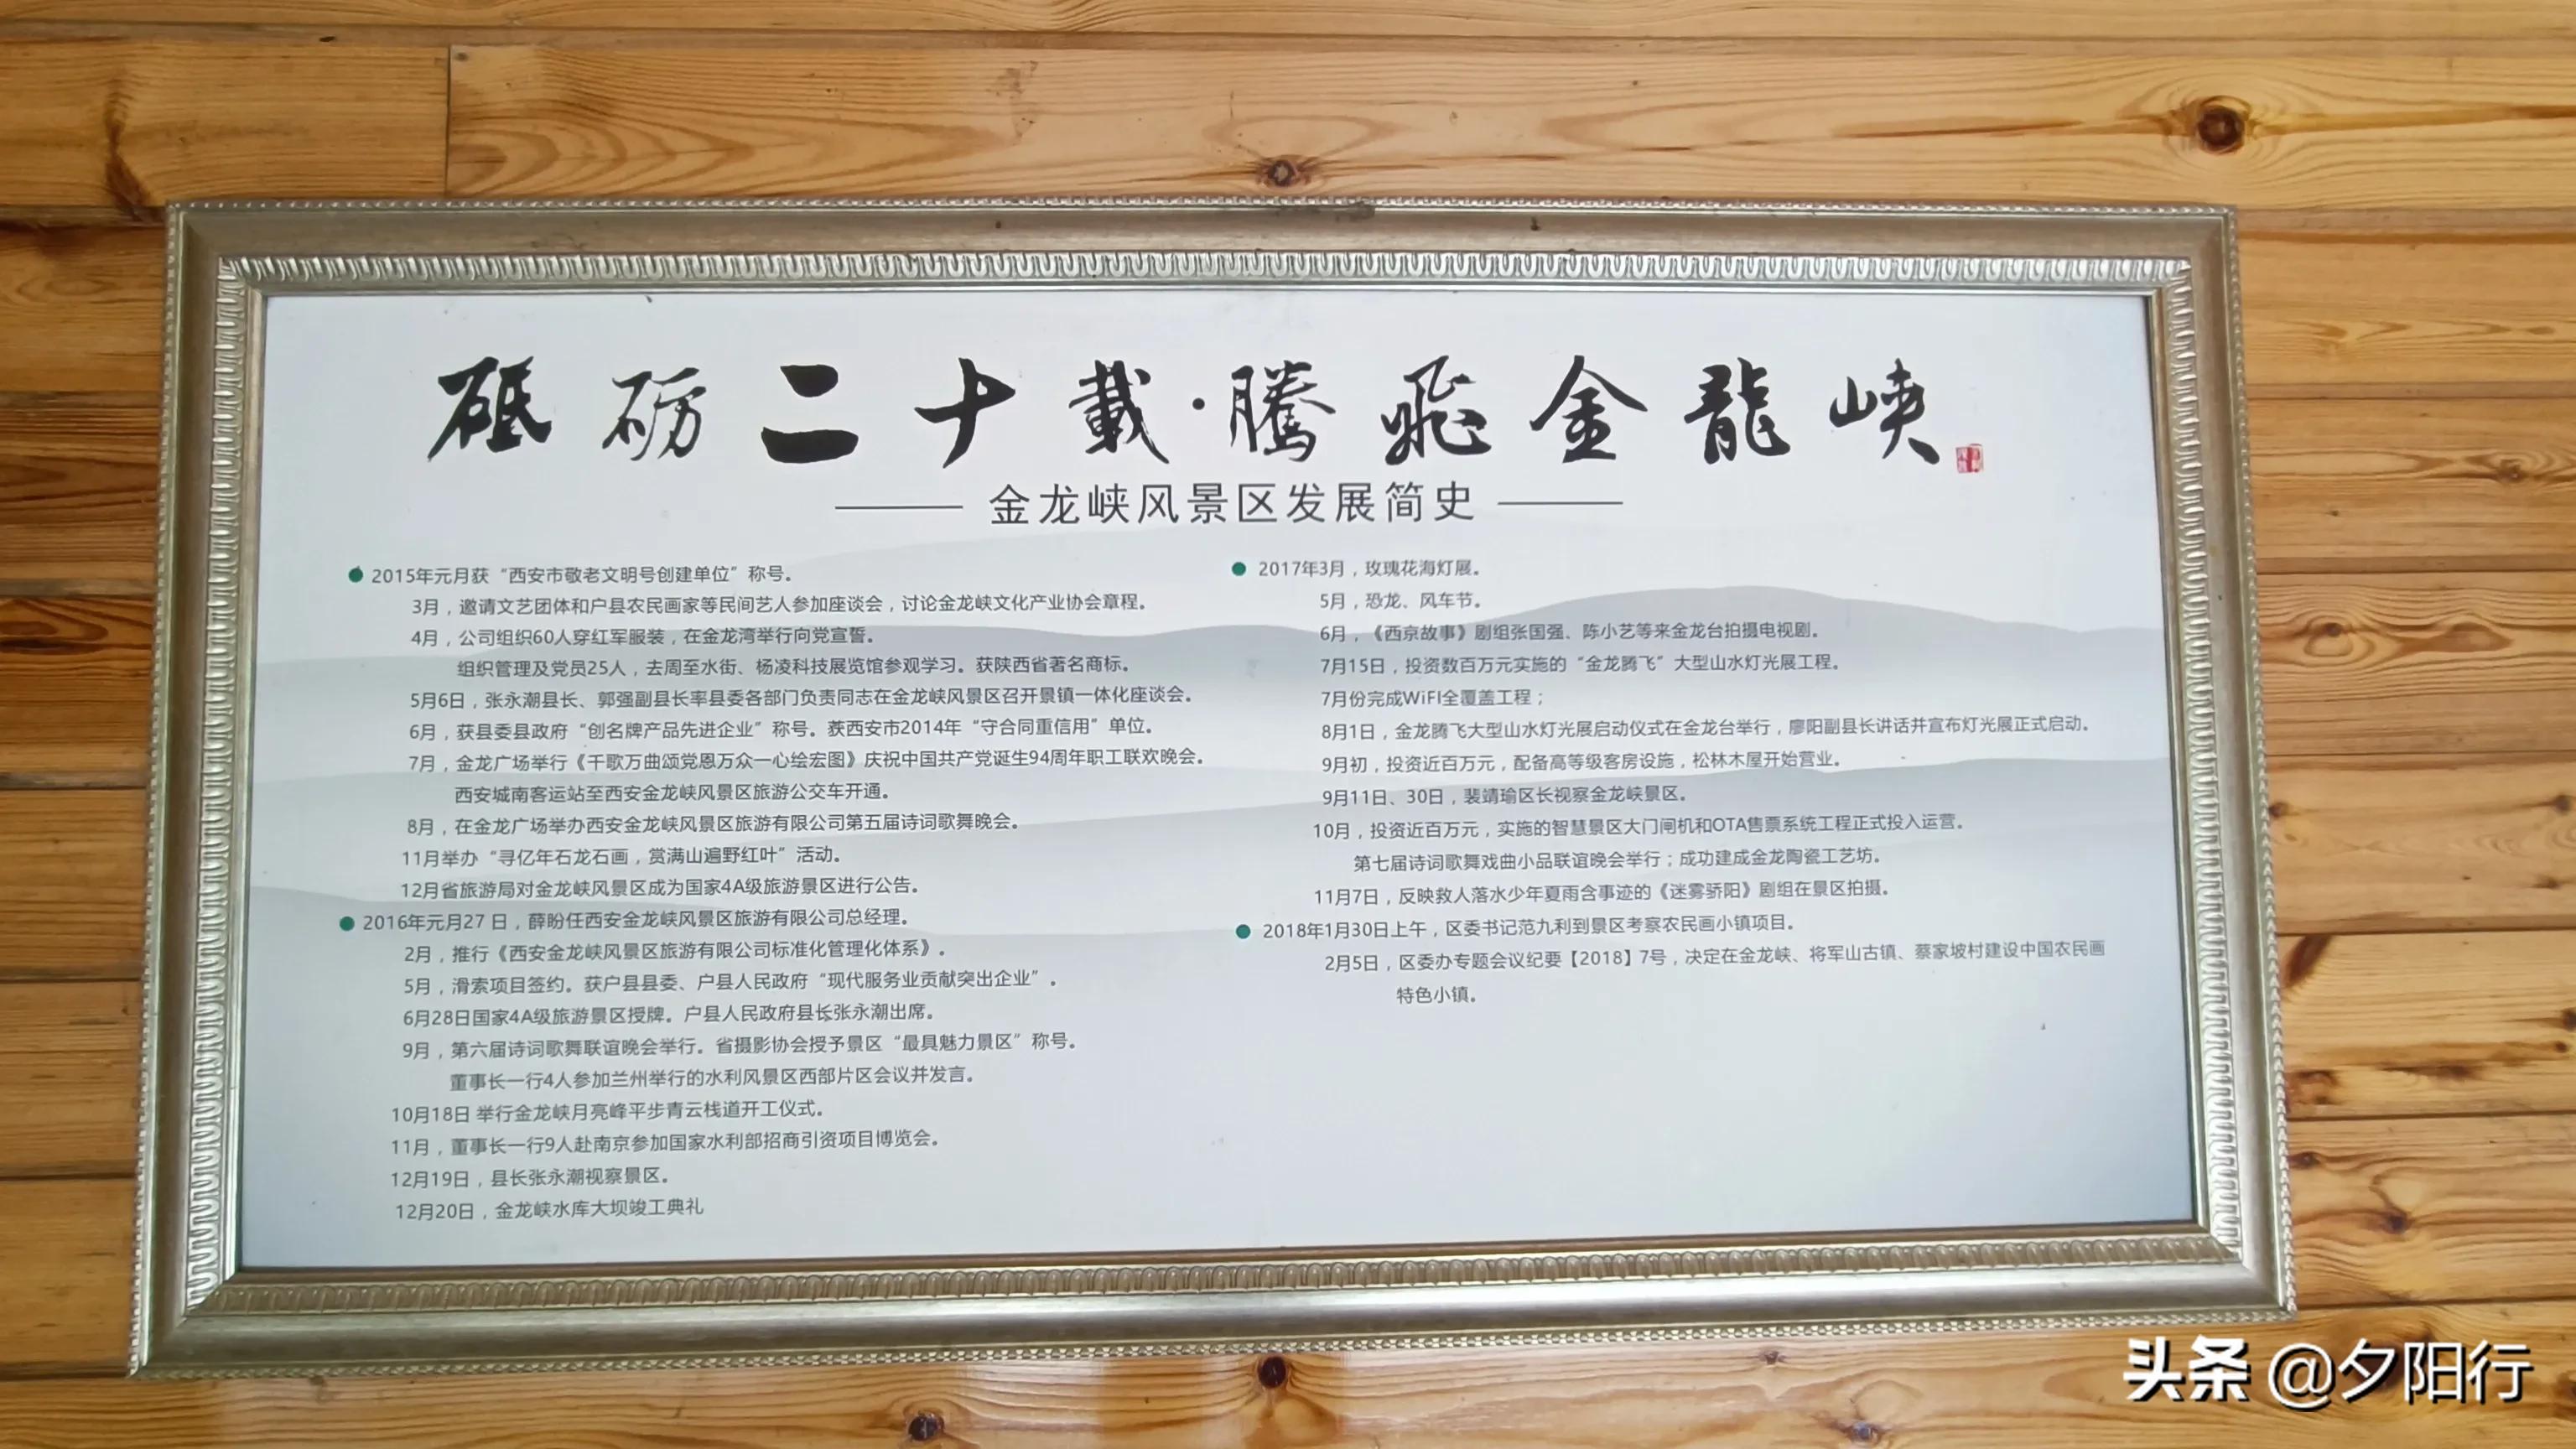 砥砺二十载·腾飞金龍峡
金龙峡风景区发展简史
2015年元月获“西安市敬老文明号创建单位”称号。
3月，邀请文艺团体和户县农民画家等民间艺人参加座谈会，讨论金龙峡文化产业协会章程。
4月，公司组织60人穿红军服装，在金龙湾举行向党宣誓。
组织管理及党员25人，去周至水街、杨凌科技展览馆参观学习。获陕西省著名商标。
5月6日，张永潮县长、郭强副县长率县委各部门负责同志在金龙峡风景区召开景镇一体化座谈会。
6月，获县委县政府“创名牌产品先进企业”称号。获西安市2014年“守合同重信用”单位。
7月，金龙广场举行《千歌万曲颂党恩万众一心绘宏图》庆祝中国共产党诞生94周年职工联欢晚会。
西安城南客运站至西安金龙峡风景区旅游公交车开通。
8月，在金龙广场举办西安金龙峡风景区旅游有限公司第五届诗词歌舞晚会。
11月举办“寻亿年石龙石画，赏满山遍野红叶”活动。
12月省旅游局对金龙峡风景区成为国家4A级旅游景区进行公告。
2016年元月27日，薛盼任西安金龙峡风景区旅游有限公司总经理。
2月，推行《西安金龙峡风景区旅游有限公司标准化管理化体系》。
5月，滑索项目签约。获户县县委、户县人民政府“现代服务业贡献突出企业”。
6月28日国家4A级旅游景区授牌。户县人民政府县长张永潮出席。
9月，第六届诗词歌舞联谊晚会举行。省摄影协会授予景区“最具魅力景区”称号。
董事长一行4人参加兰州举行的水利风景区西部片区会议并发言。
10月18日 举行金龙峡月亮峰平步青云栈道开工仪式。
11月，董事长一行9人赴南京参加国家水利部招商引资项目博览会。
12月19日，县长张永潮视察景区。
12月20日，金龙峡水库大坝竣工典礼
2017年3月，玫瑰花海灯展。
5月，恐龙、风车节。
6月，《西京故事》剧组张国强、陈小艺等来金龙台拍摄电视剧。
7月15日，投资数百万元实施的“金龙腾飞”大型山水灯光展工程。
7月份完成WiFI全覆盖工程；
8月1日，金龙腾飞大型山水灯光展启动仪式在金龙台举行，廖阳副县长讲话并宣布灯光展正式启动。
9月初，投资近百万元，配备高等级客房设施，松林木屋开始营业。
9月11日、30日，裴靖瑜区长视察金龙峡景区。
10月，投资近百万元，实施的智慧景区大门闸机和OTA售票系统工程正式投入运营。
第七届诗词歌舞戏曲小品联谊晚会举行；成功建成金龙陶瓷工艺坊。
11月7日，反映救人落水少年夏雨含事迹的《迷雾骄阳》剧组在景区拍摄。
2018年1月30日上午，区委书记范九利到景区考察农民画小镇项目。
2月5日，区委办专题会议纪要【2018】7号，决定在金龙峡、将军山古镇、蔡家坡村建设中国农民画
特色小镇。
头条 @夕阳行